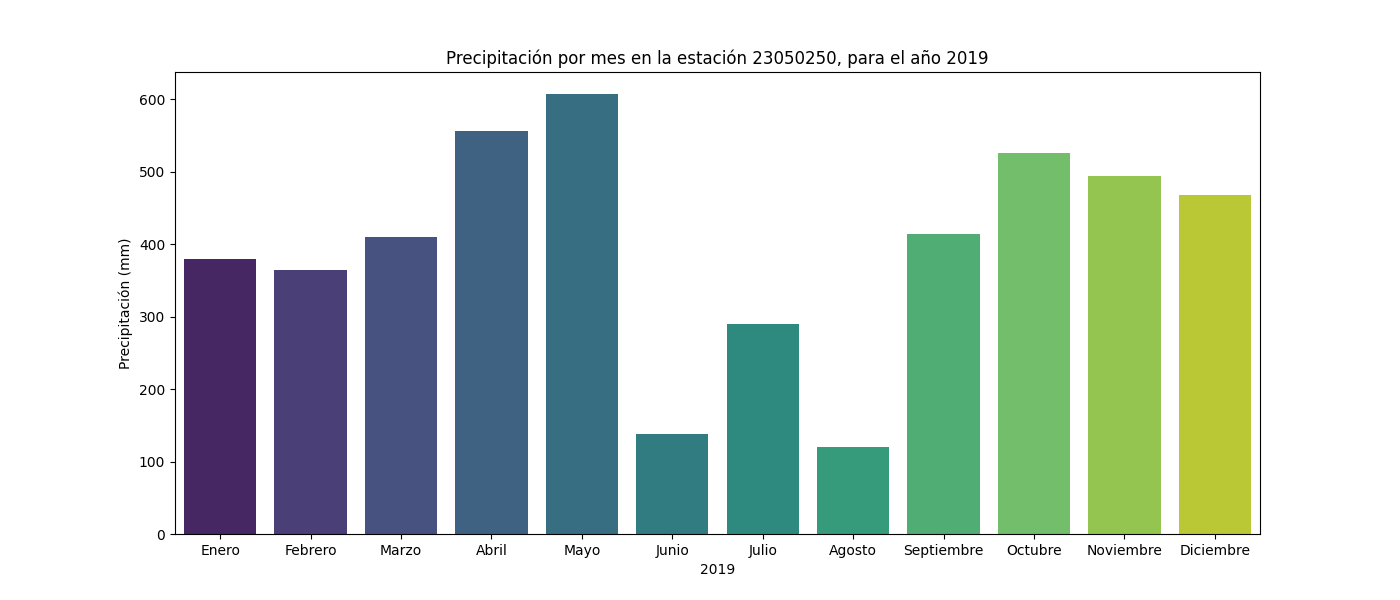 Precipitación por mes en la estación 23050250, para el año 2019
Precipitación (mm)
600
500
400
300
200
100
0
Enero Febrero Marzo Abril Mayo Junio Julio Agosto Septiembre Octubre Noviembre Diciembre
2019